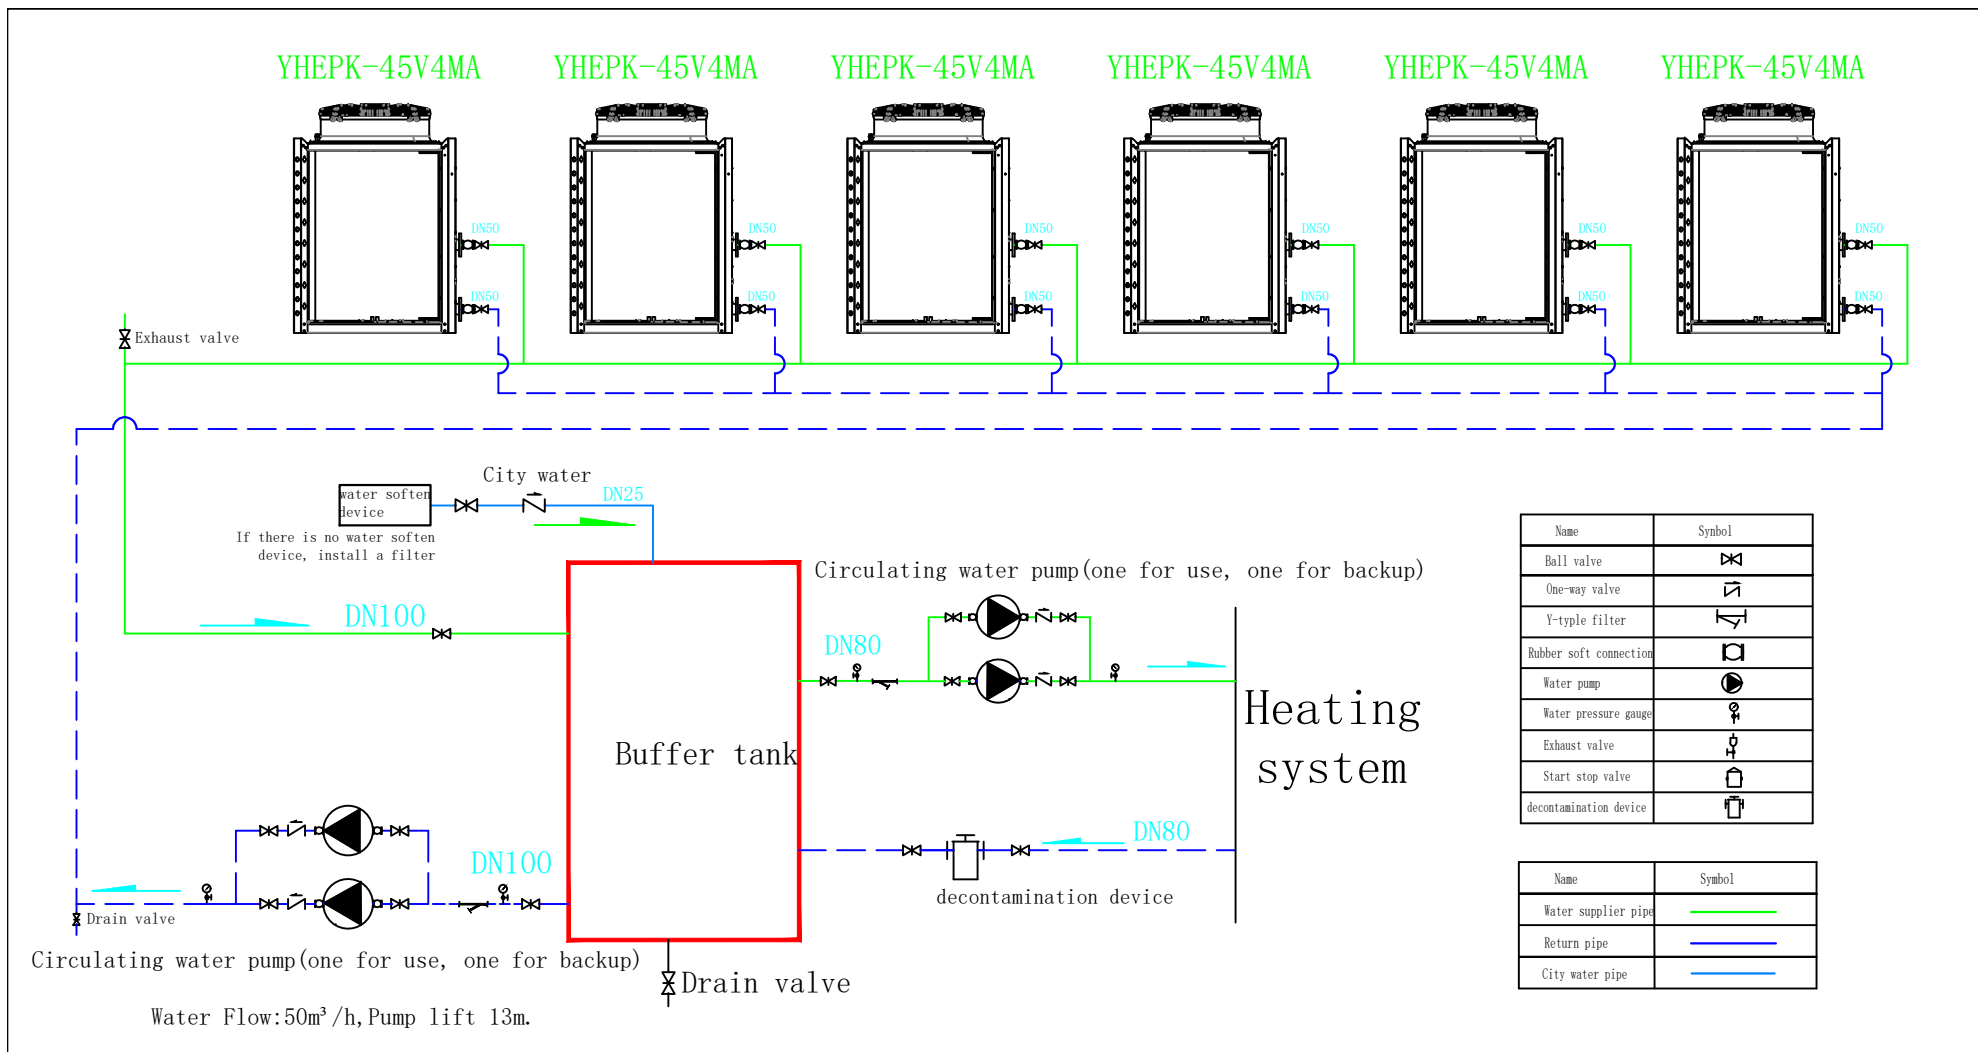 YHEPK-45V4MA YHEPK-45V4MA YHEPK-45V4MA YHEPK-45V4MA YHEPK-45V4MA YHEPK-45V4MA
DN50 DN50 DN50 DN50 DN50 DN50
DN50 DN50 DN50 DN50 DN50 DN50
Exhaust valve
City water
water soften
device
DN25
If there is no water soften
device, install a filter
DN100
Circulating water pump(one for use, one for backup)
DN80
Heating
system
Buffer tank
DN80
decontamination device
DN100
Drain valve
Circulating water pump(one for use, one for backup)
Drain valve
Water Flow:50m³/h,Pump lift 13m.
Name Synbol
Ball valve
One-way valve
Y-typle filter
Rubber soft connection
Water pump
Water pressure gauge
Exhaust valve
Start stop valve
decontamination device
Name Symbol
Water supplier pipe
Return pipe
City water pipe